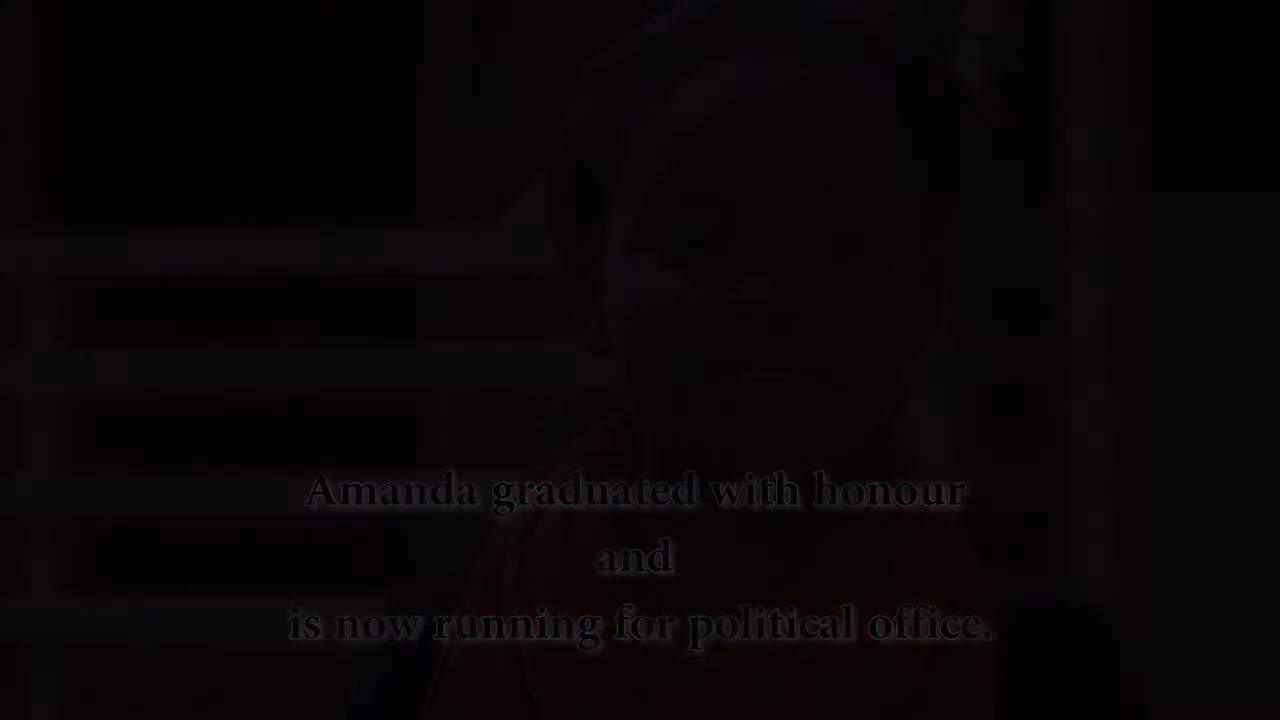 Amanda graduated with honour
and
is now running for political office.